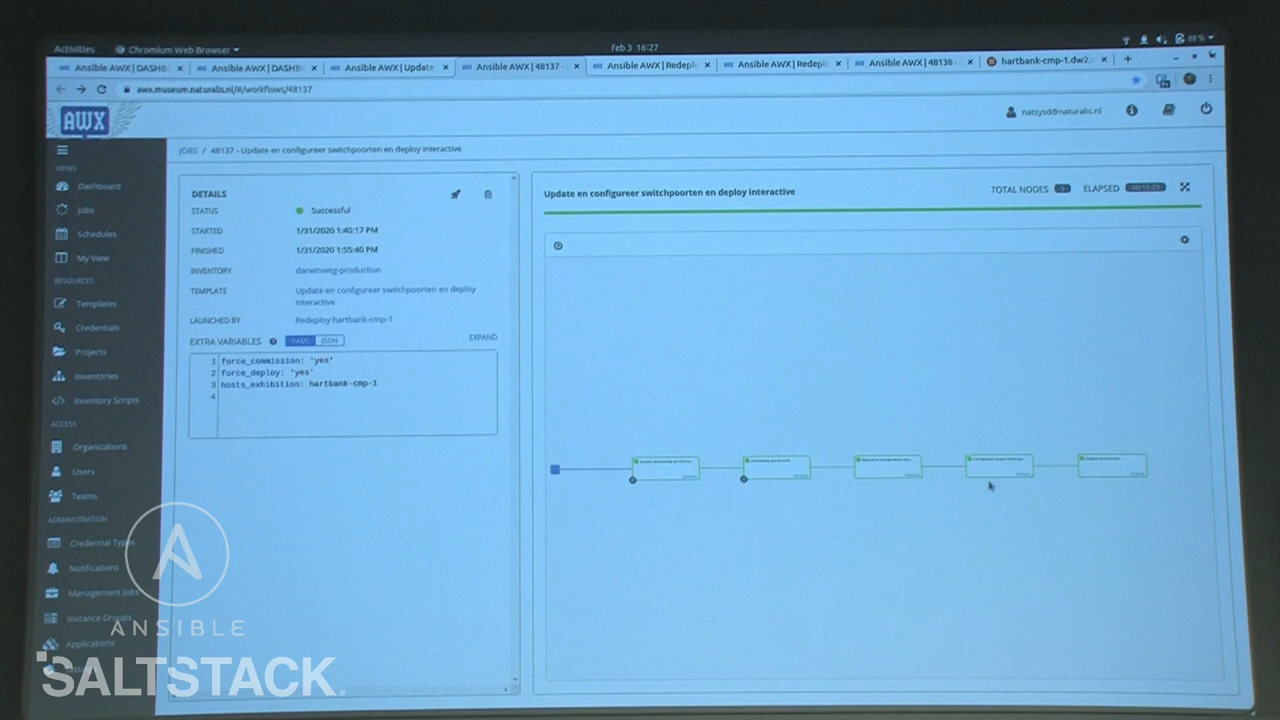 Activities
Chromium Web Browser
feb 3 16:27
88 %
Ansible AWX | DASHB
Ansible AWX | DASHB
Ansible AWX | Update
Ansible AWX | 48137 -
Ansible AWX | Redepl
Ansible AWX | Redepl
Ansible AWX | 48138 -
hartbank-cmp-1.dw2.
awx.museum.naturalis.nl/#/workflows/48137
AWX
natsysd@naturalis.nl
JOBS / 48137 - Update en configureer switchpoorten en deploy interactive
VIEWS
Dashboard
Jobs
Schedules
My View
RESOURCES
Templates
Credentials
Projects
Inventories
Inventory Scripts
ACCESS
Organizations
Users
Teams
ADMINISTRATION
Credential Types
Notifications
Management Jobs
Instance Groups
Applications
DETAILS
STATUS Successful
STARTED 1/31/2020 1:40:17 PM
FINISHED 1/31/2020 1:55:40 PM
INVENTORY darwinweg-production
TEMPLATE Update en configureer switchpoorten en deploy
interactive
LAUNCHED BY Redeploy hartbank-cmp-1
EXTRA VARIABLES YAML JSON EXPAND
1 force_commission: 'yes'
2 force_deploy: 'yes'
3 hosts_exhibition: hartbank-cmp-1
4
Update en configureer switchpoorten en deploy interactive
TOTAL NODES 5 ELAPSED 00:15:23
ANSIBLE
SALTSTACK